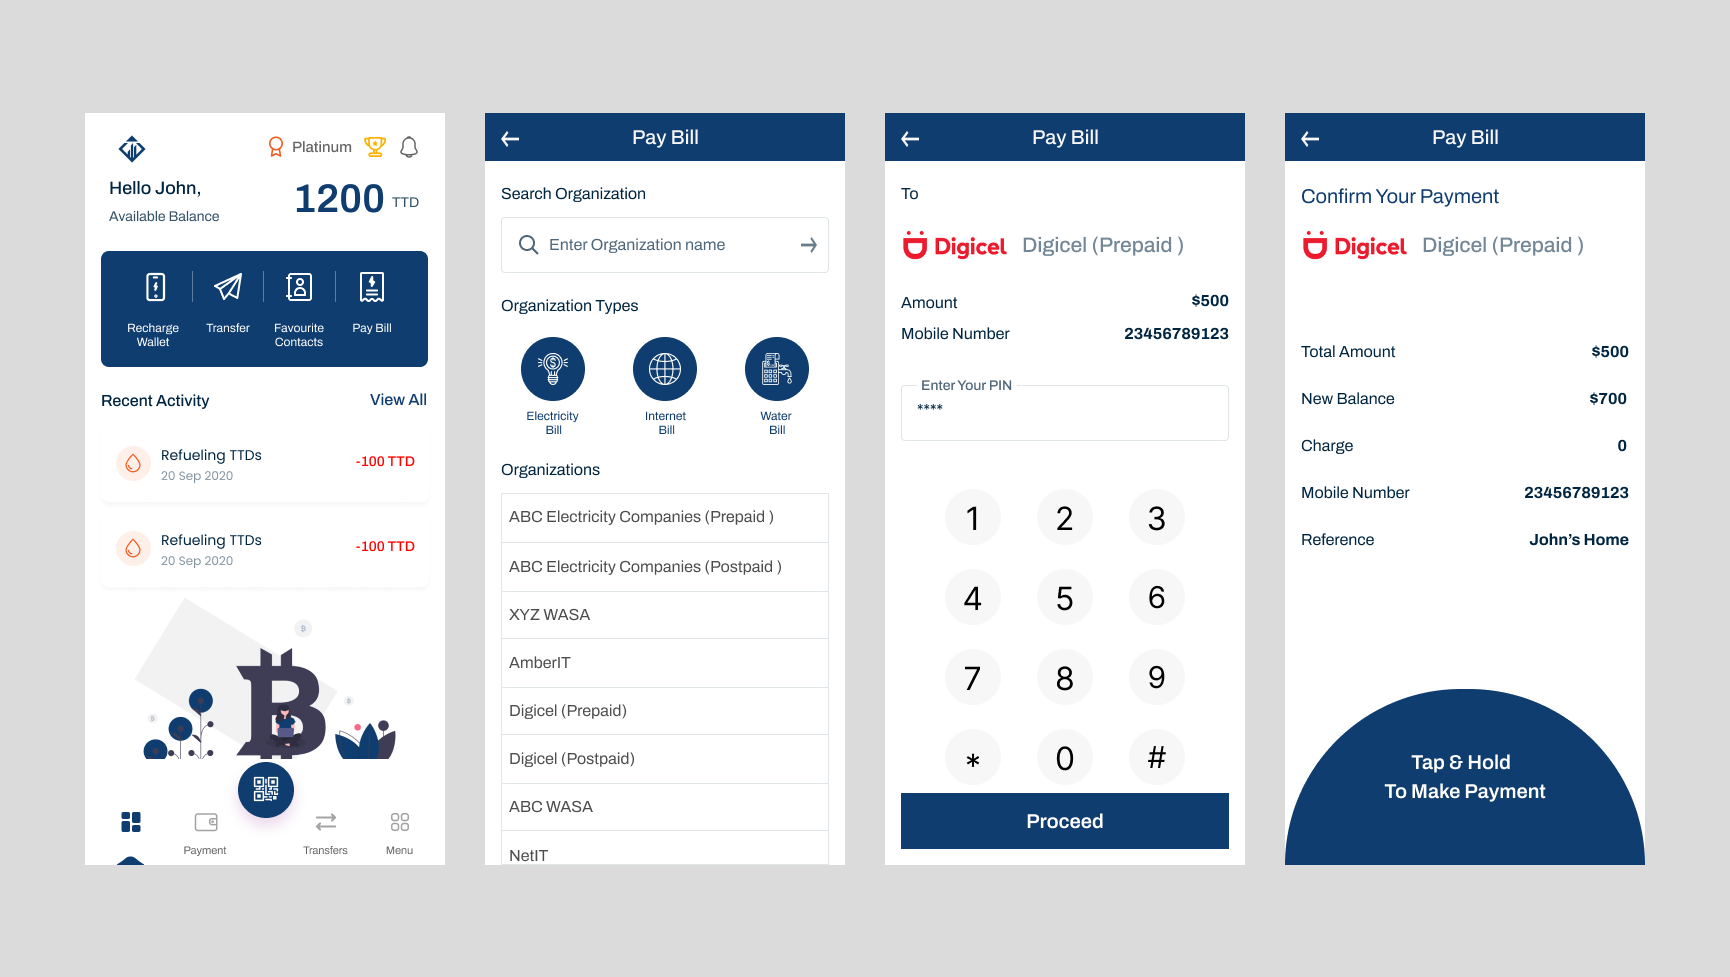 Platinum
Hello John,
Available Balance
1200 TTD
Recharge
Wallet
Transfer
Favourite
Contacts
Pay Bill
Recent Activity
View All
Refueling TTDs
20 Sep 2020
-100 TTD
Refueling TTDs
20 Sep 2020
-100 TTD
Payment
Transfers
Menu
Pay Bill
Search Organization
Enter Organization name
Organization Types
Electricity
Bill
Internet
Bill
Water
Bill
Organizations
ABC Electricity Companies (Prepaid )
ABC Electricity Companies (Postpaid )
XYZ WASA
AmberIT
Digicel (Prepaid)
Digicel (Postpaid)
ABC WASA
NetIT
Pay Bill
To
Digicel Digicel (Prepaid )
Amount $500
Mobile Number 23456789123
Enter Your PIN
****
1 2 3
4 5 6
7 8 9
* 0 #
Proceed
Pay Bill
Confirm Your Payment
Digicel Digicel (Prepaid )
Total Amount $500
New Balance $700
Charge 0
Mobile Number 23456789123
Reference John's Home
Tap & Hold
To Make Payment